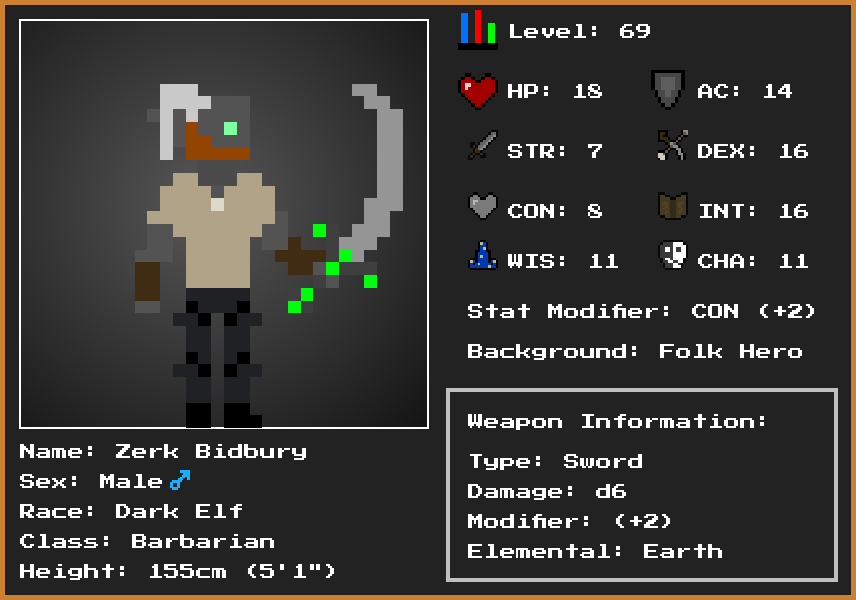 Level: 69
HP: 18
AC: 14
STR: 7
DEX: 16
CON: 8
INT: 16
WIS: 11
CHA: 11
Stat Modifier: CON (+2)
Background: Folk Hero
Weapon Information:
Type: Sword
Damage: d6
Modifier: (+2)
Elemental: Earth
Name: Zerk Bidbury
Sex: Male♂
Race: Dark Elf
Class: Barbarian
Height: 155cm (5'1")